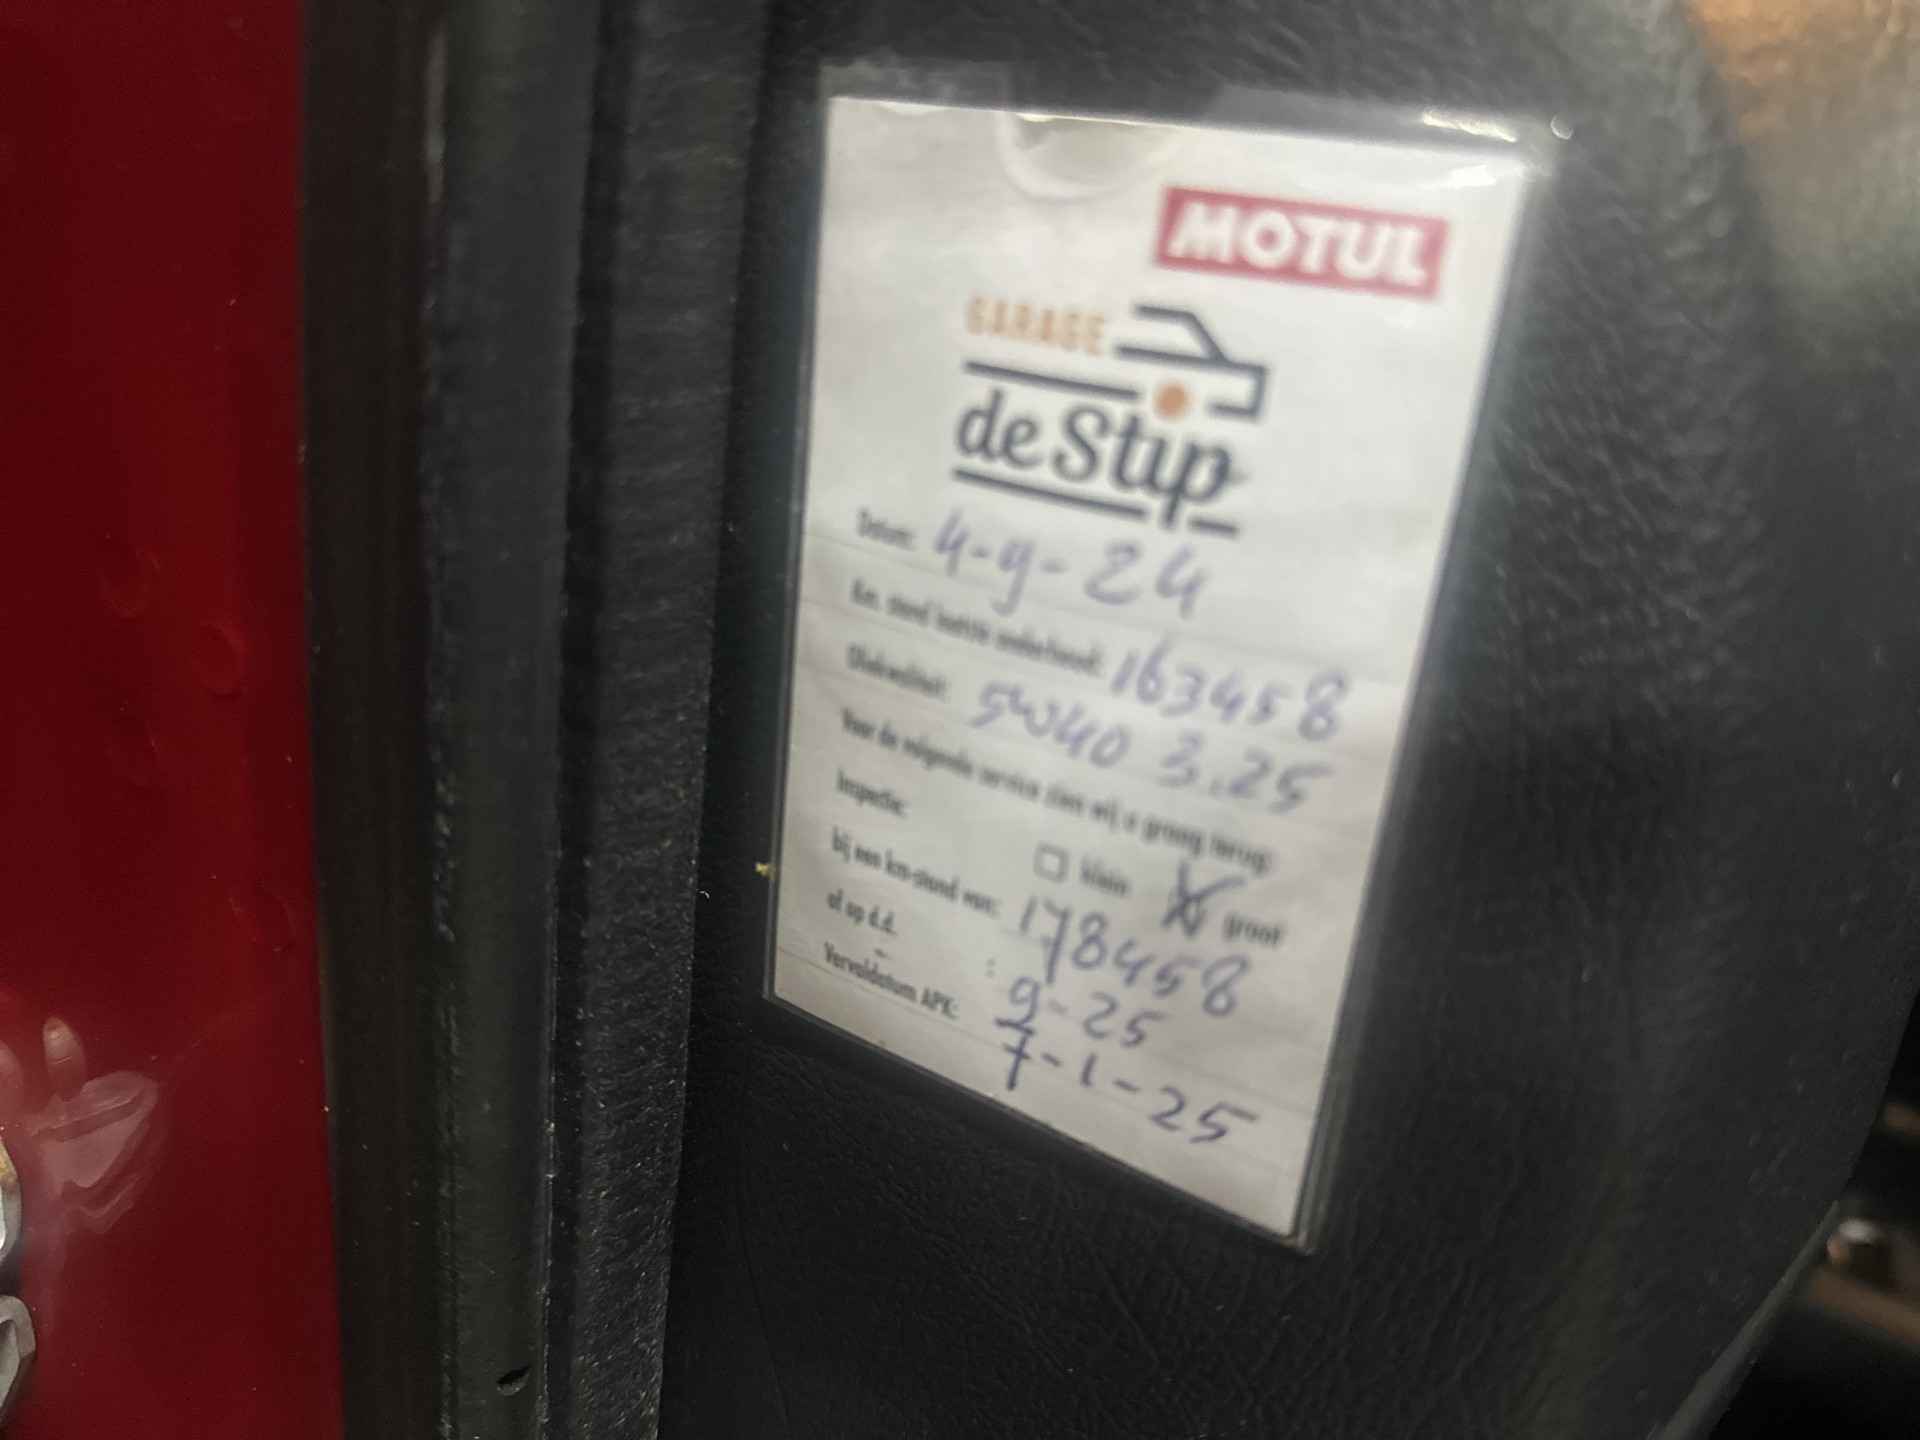 MOTUL
GARAGE
de Stip
Datum: 4-9-24
Km. stand laatste onderhoud: 163458
Oliekwaliteit: 5W40 3.25
Voor de volgende service zien wij u graag terug:
Inspectie: klein groot
bij een km-stand van: 178458
of op d.d. : 9-25
Vervaldatum APK: 7-1-25